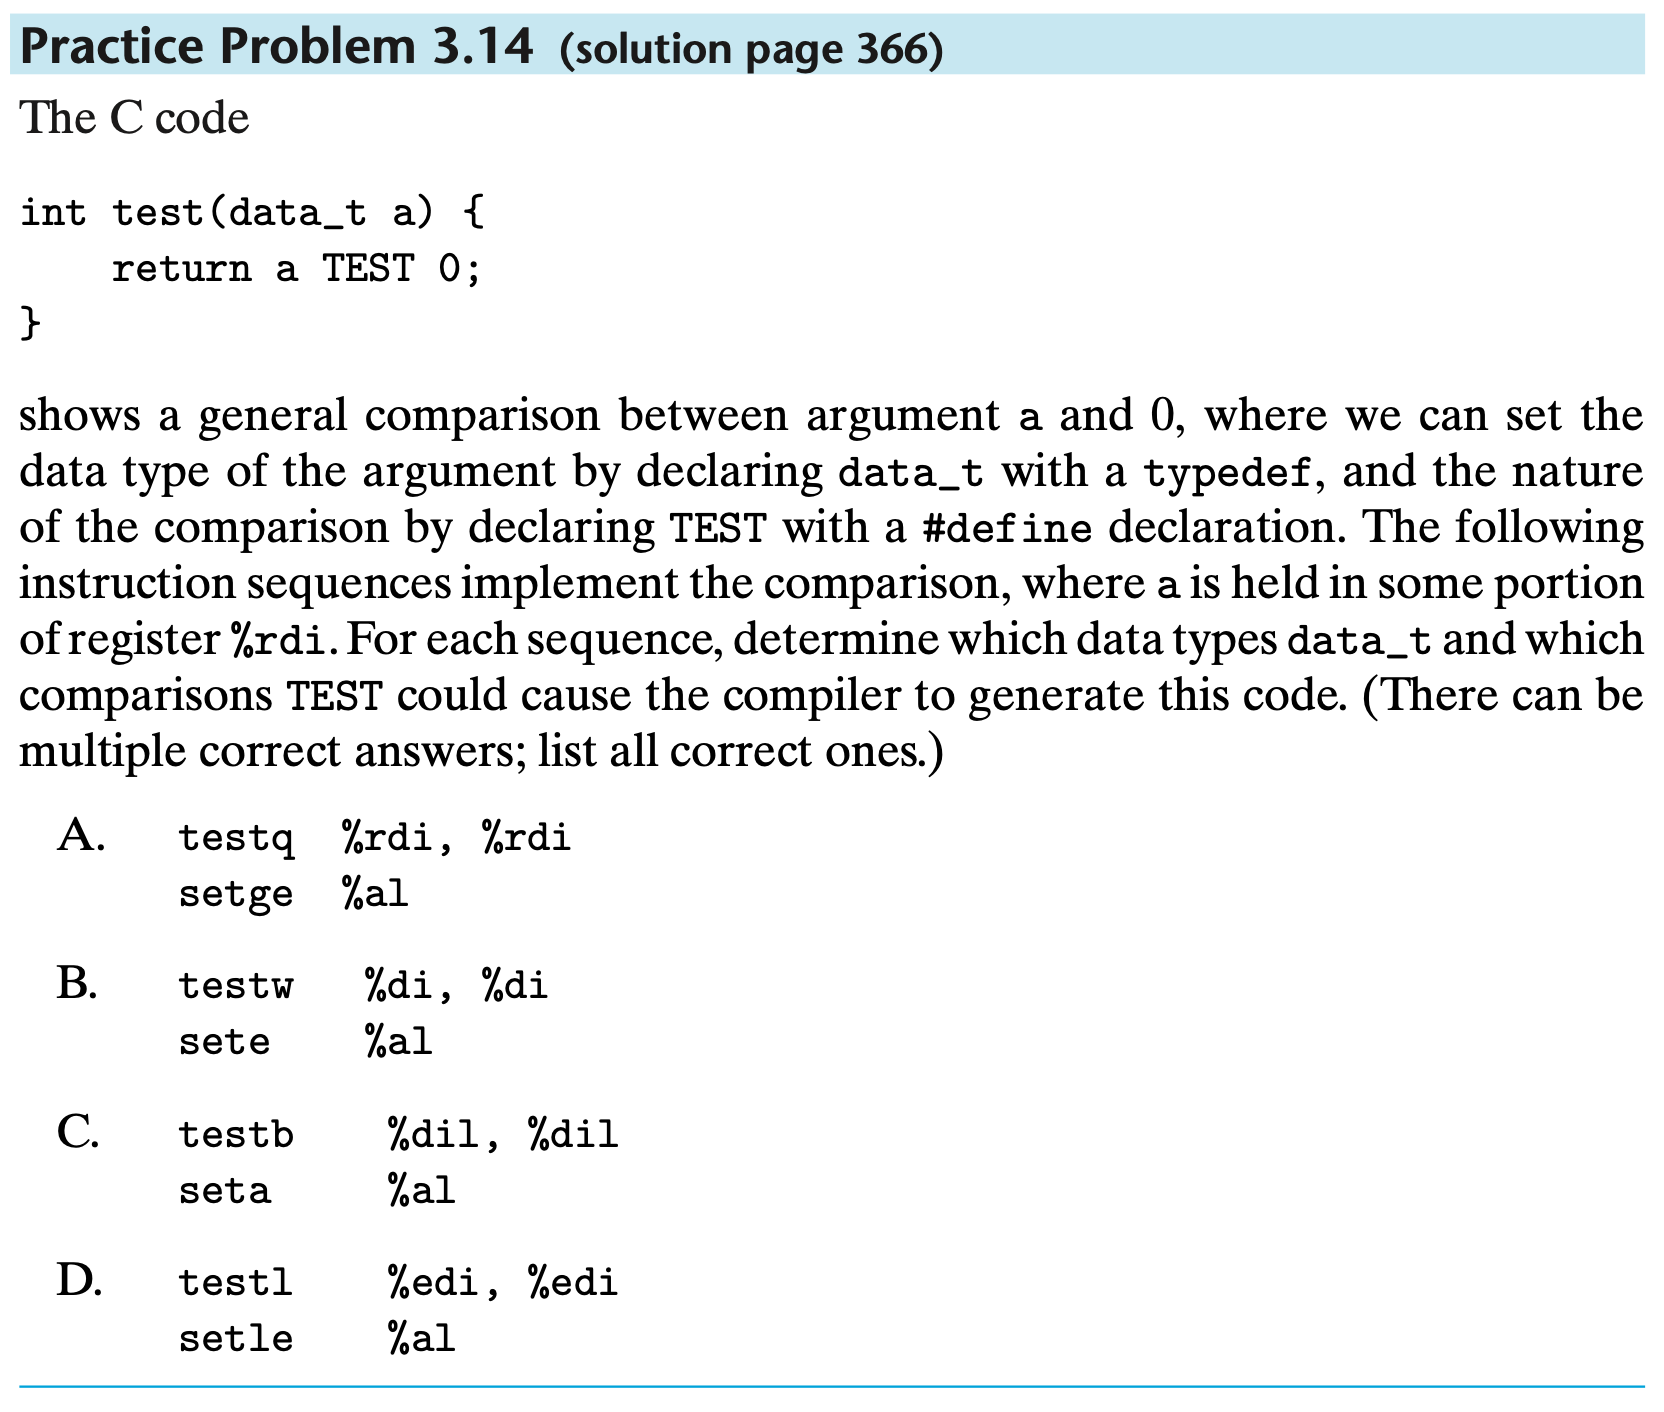 Practice Problem 3.14 (solution page 366)
The C code
int test(data_t a) {
    return a TEST 0;
}
shows a general comparison between argument a and 0, where we can set the
data type of the argument by declaring data_t with a typedef, and the nature
of the comparison by declaring TEST with a #define declaration. The following
instruction sequences implement the comparison, where a is held in some portion
of register %rdi. For each sequence, determine which data types data_t and which
comparisons TEST could cause the compiler to generate this code. (There can be
multiple correct answers; list all correct ones.)
A. testq %rdi, %rdi
setge %al
B. testw %di, %di
sete %al
C. testb %dil, %dil
seta %al
D. testl %edi, %edi
setle %al